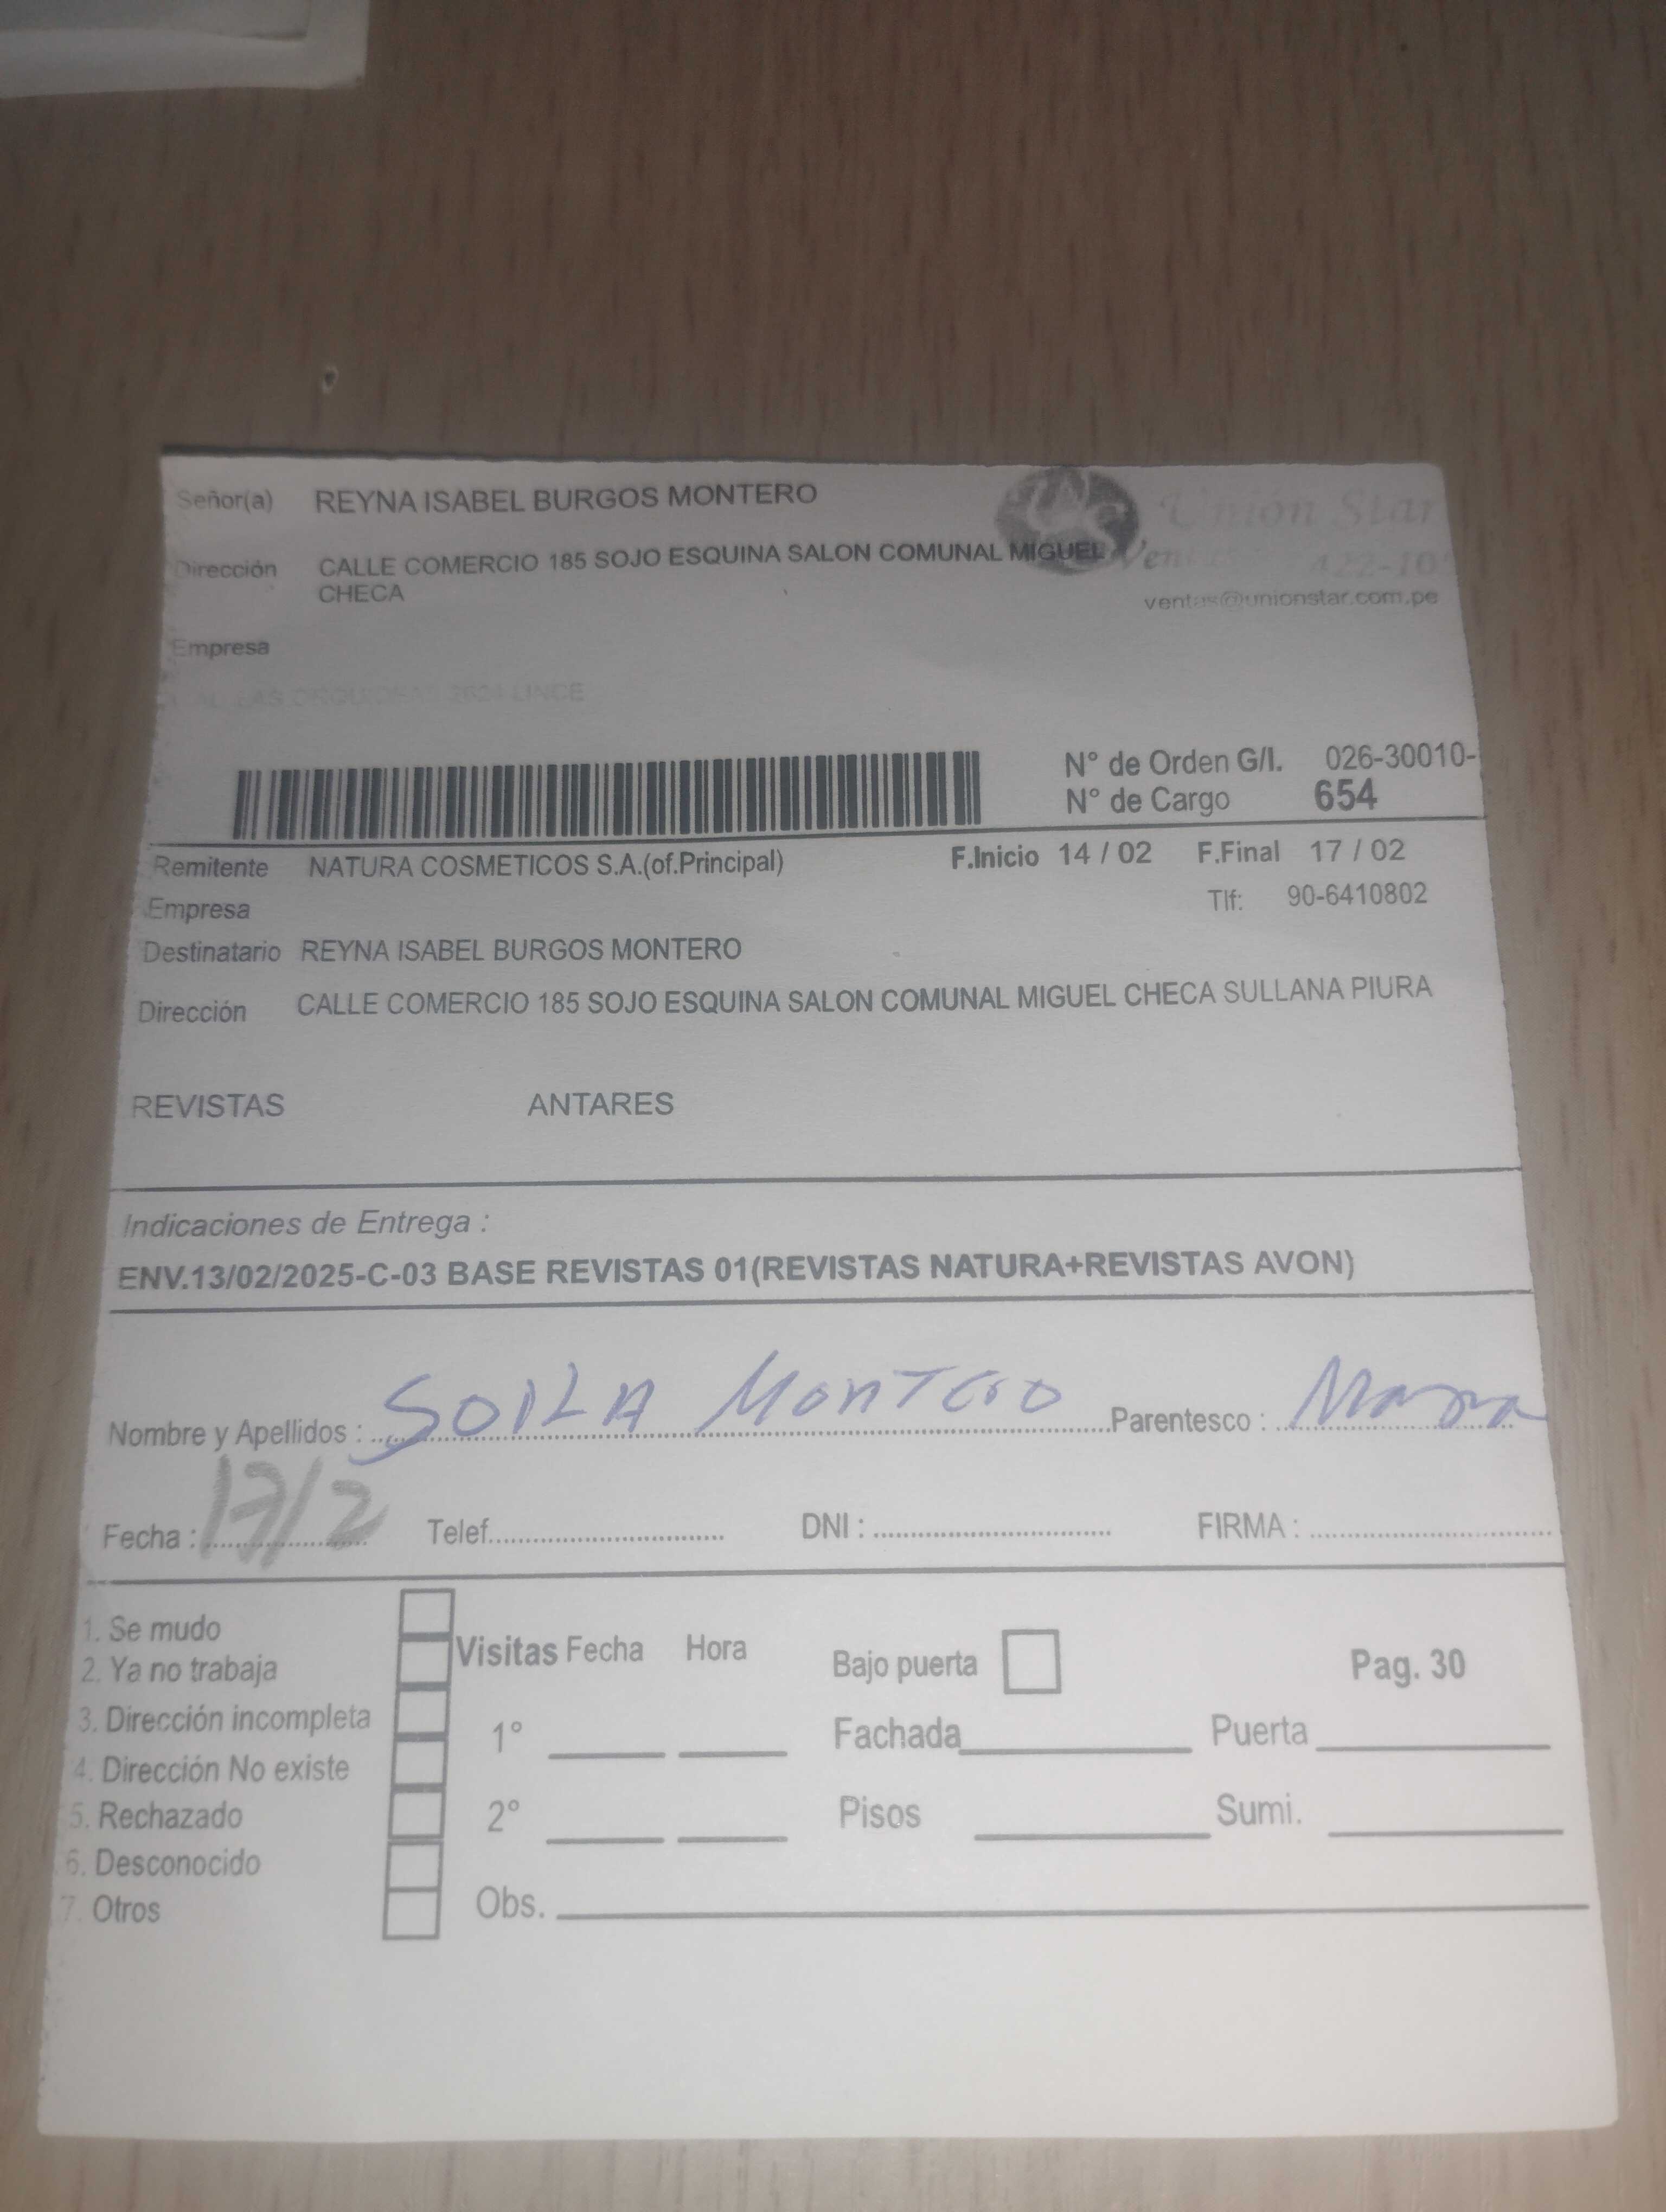 Señor(a) REYNA ISABEL BURGOS MONTERO
Unión Star
Dirección CALLE COMERCIO 185 SOJO ESQUINA SALON COMUNAL MIGUEL
CHECA
422-10
ventas@unionstar.com.pe
Empresa
LINCE
N° de Orden G/I. 026-30010-
N° de Cargo 654
Remitente NATURA COSMETICOS S.A.(of.Principal) F.Inicio 14 / 02 F.Final 17 / 02
Empresa Tlf: 90-6410802
Destinatario REYNA ISABEL BURGOS MONTERO
Dirección CALLE COMERCIO 185 SOJO ESQUINA SALON COMUNAL MIGUEL CHECA SULLANA PIURA
REVISTAS ANTARES
Indicaciones de Entrega :
ENV.13/02/2025-C-03 BASE REVISTAS 01(REVISTAS NATURA+REVISTAS AVON)
Nombre y Apellidos : SOILA MONTERO Parentesco :
Fecha : 17/2 Telef. DNI : FIRMA :
1. Se mudo
2. Ya no trabaja
3. Dirección incompleta
4. Dirección No existe
5. Rechazado
6. Desconocido
7. Otros
Visitas Fecha Hora
1°
2°
Obs.
Bajo puerta Pag. 30
Fachada Puerta
Pisos Sumi.